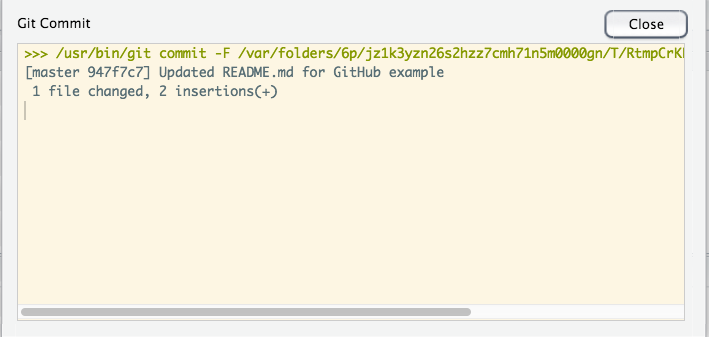 Git Commit
Close
>>> /usr/bin/git commit -F /var/folders/6p/jz1k3yzn26s2hzz7cmh71n5m0000gn/T/RtmpCrK
[master 947f7c7] Updated README.md for GitHub example
1 file changed, 2 insertions(+)